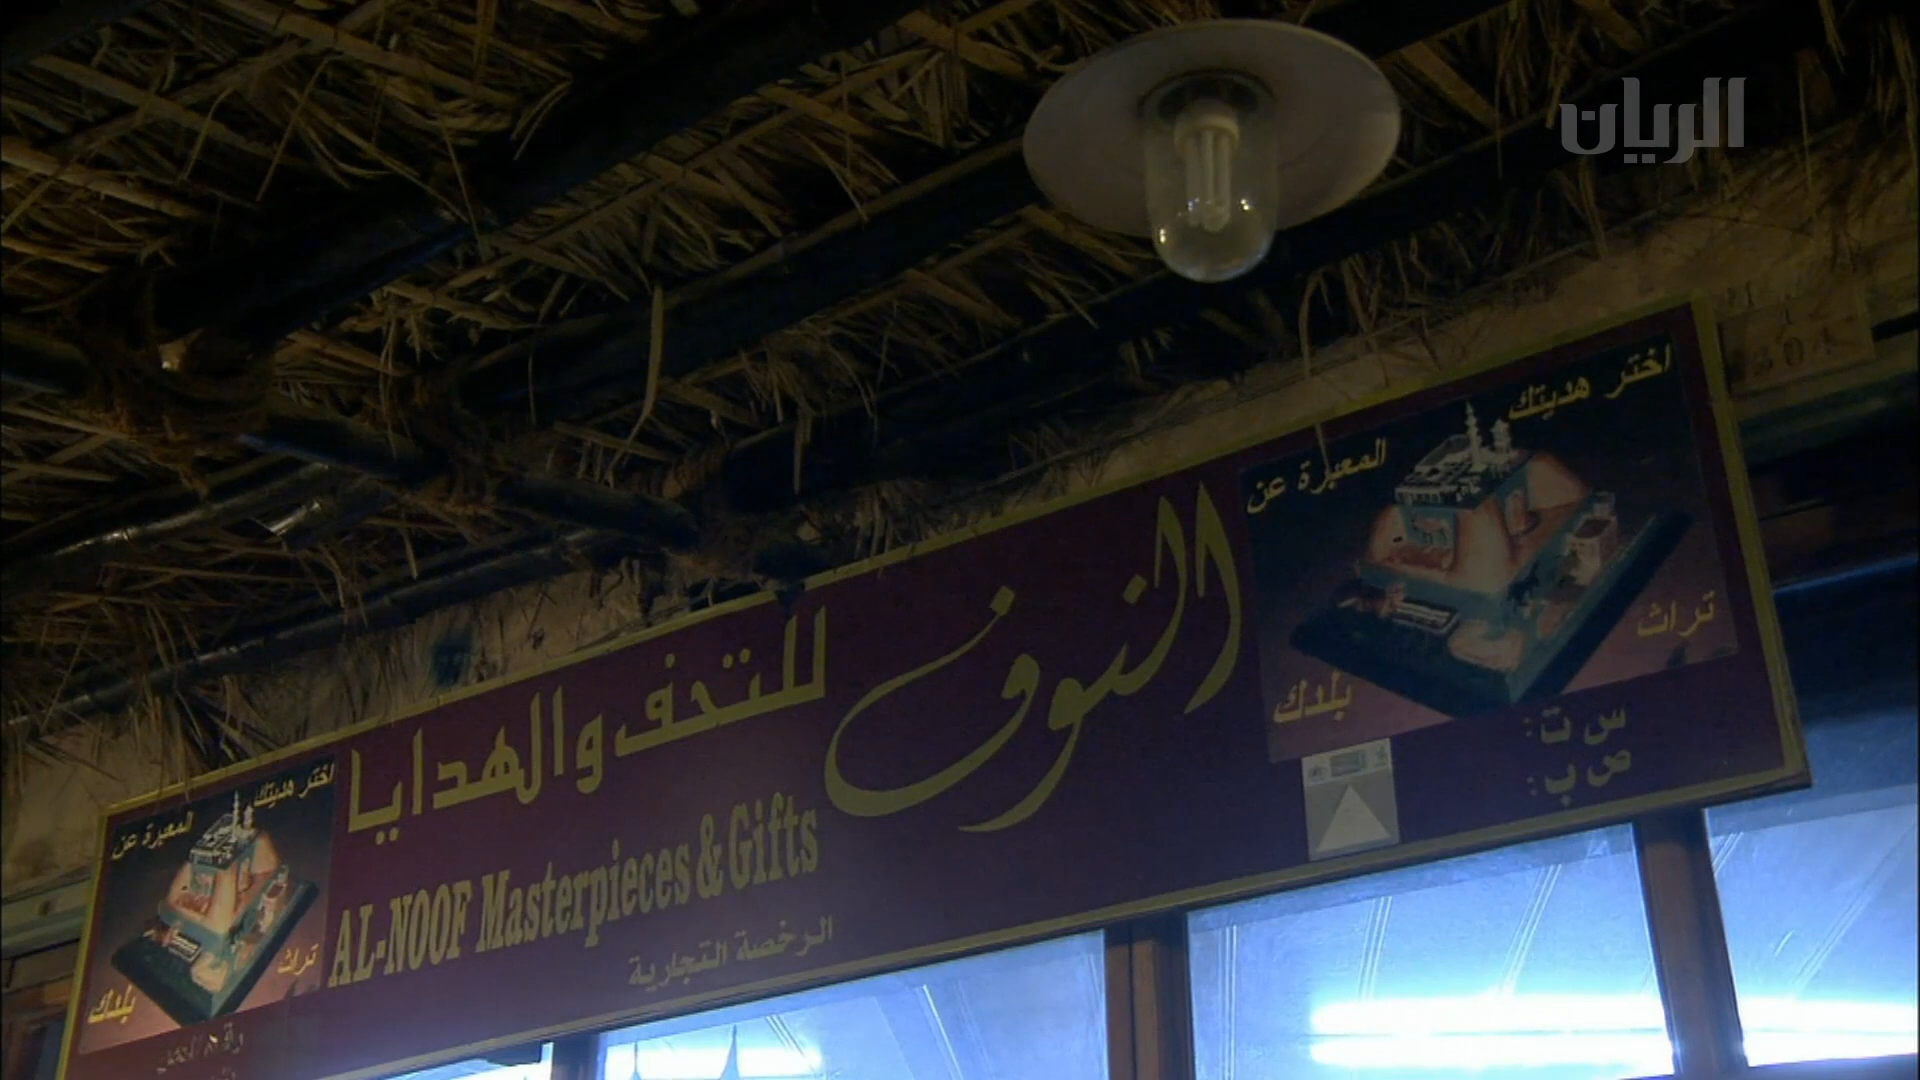 الريان
اختر هديتك
المعبرة عن
تراث
بلدك
س ت:
ص ب:
النوف
للتحف والهدايا
AL-NOOF Masterpieces & Gifts
الرخصة التجارية
اختر هديتك
المعبرة عن
تراث
بلدك